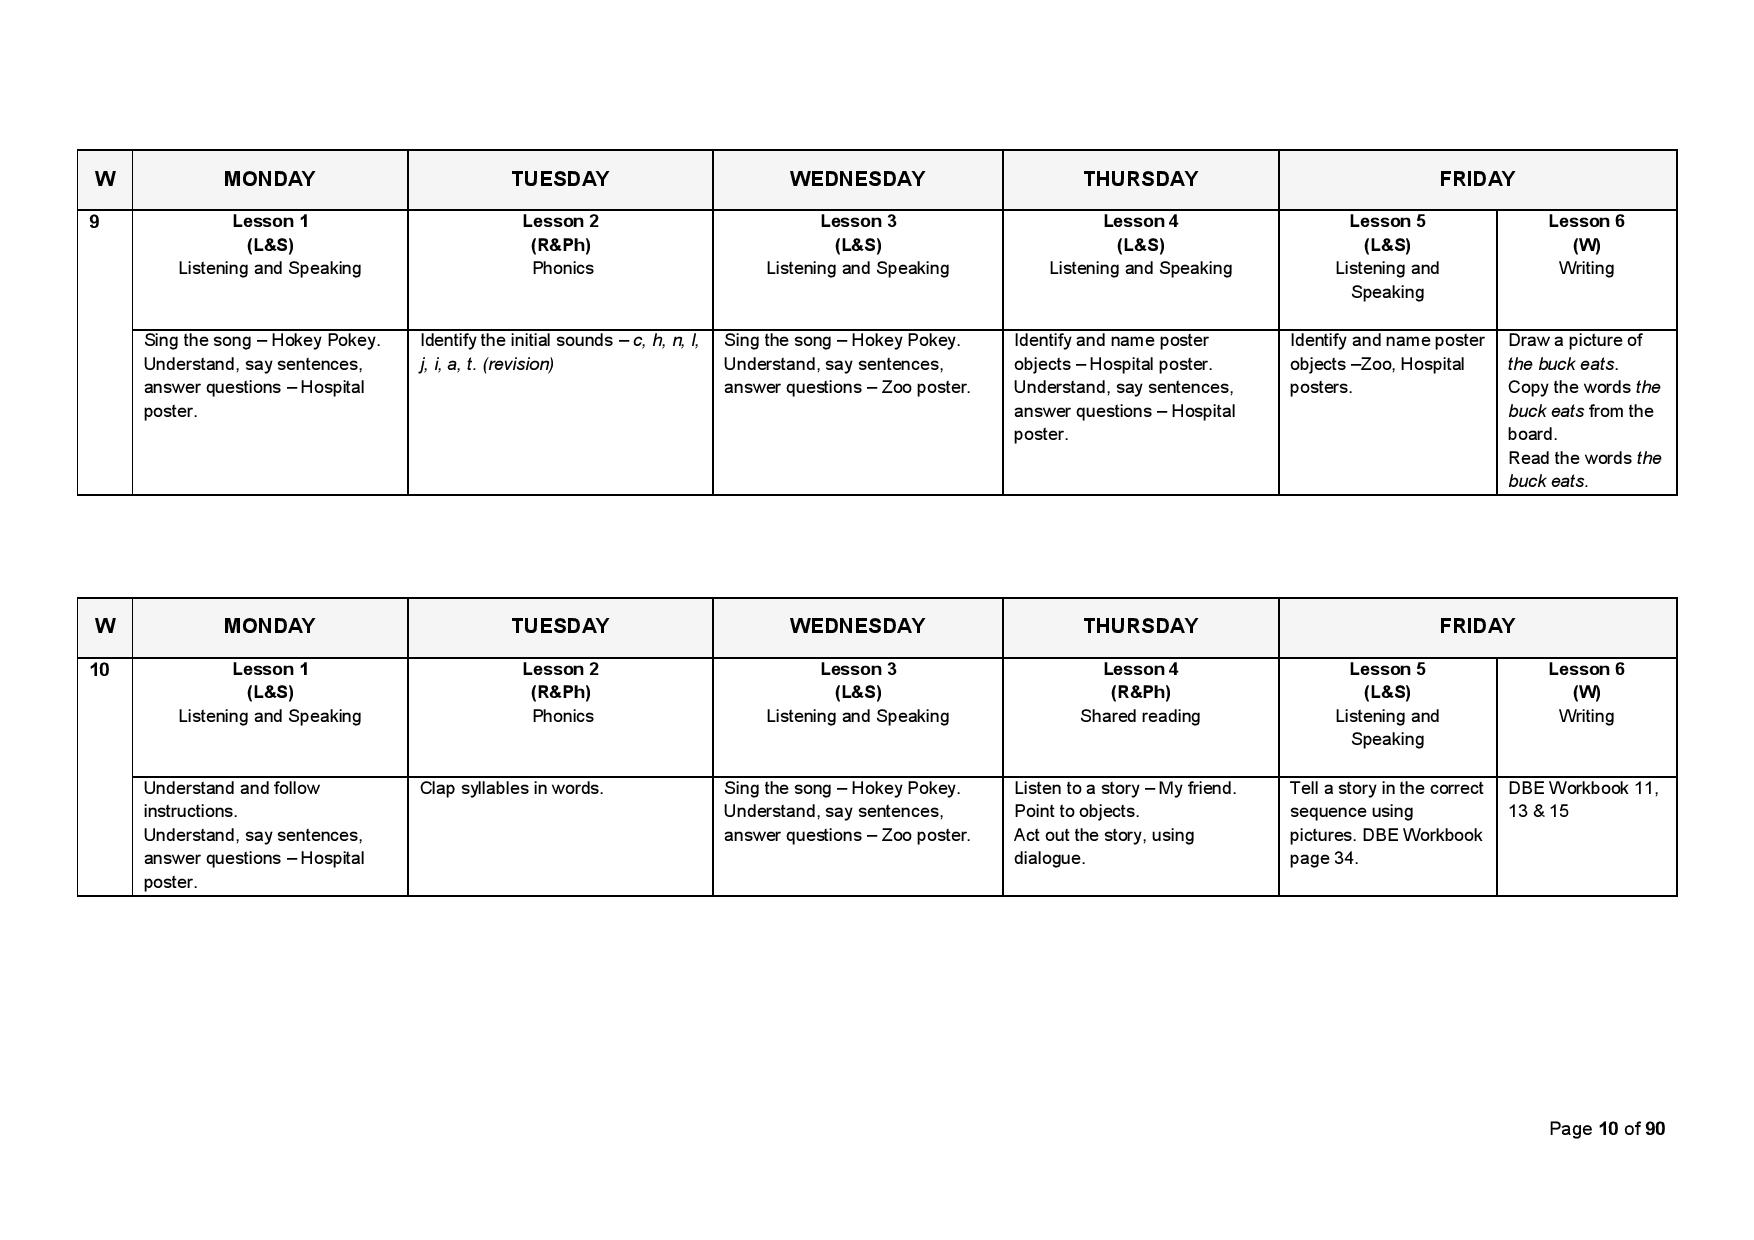 W MONDAY TUESDAY WEDNESDAY THURSDAY FRIDAY
9
Lesson 1
(L&S)
Listening and Speaking
Lesson 2
(R&Ph)
Phonics
Lesson 3
(L&S)
Listening and Speaking
Lesson 4
(L&S)
Listening and Speaking
Lesson 5
(L&S)
Listening and
Speaking
Lesson 6
(W)
Writing
Sing the song – Hokey Pokey.
Understand, say sentences,
answer questions – Hospital
poster.
Identify the initial sounds – c, h, n, l,
j, i, a, t. (revision)
Sing the song – Hokey Pokey.
Understand, say sentences,
answer questions – Zoo poster.
Identify and name poster
objects – Hospital poster.
Understand, say sentences,
answer questions – Hospital
poster.
Identify and name poster
objects –Zoo, Hospital
posters.
Draw a picture of
the buck eats.
Copy the words the
buck eats from the
board.
Read the words the
buck eats.
W MONDAY TUESDAY WEDNESDAY THURSDAY FRIDAY
10
Lesson 1
(L&S)
Listening and Speaking
Lesson 2
(R&Ph)
Phonics
Lesson 3
(L&S)
Listening and Speaking
Lesson 4
(R&Ph)
Shared reading
Lesson 5
(L&S)
Listening and
Speaking
Lesson 6
(W)
Writing
Understand and follow
instructions.
Understand, say sentences,
answer questions – Hospital
poster.
Clap syllables in words.
Sing the song – Hokey Pokey.
Understand, say sentences,
answer questions – Zoo poster.
Listen to a story – My friend.
Point to objects.
Act out the story, using
dialogue.
Tell a story in the correct
sequence using
pictures. DBE Workbook
page 34.
DBE Workbook 11,
13 & 15
Page 10 of 90